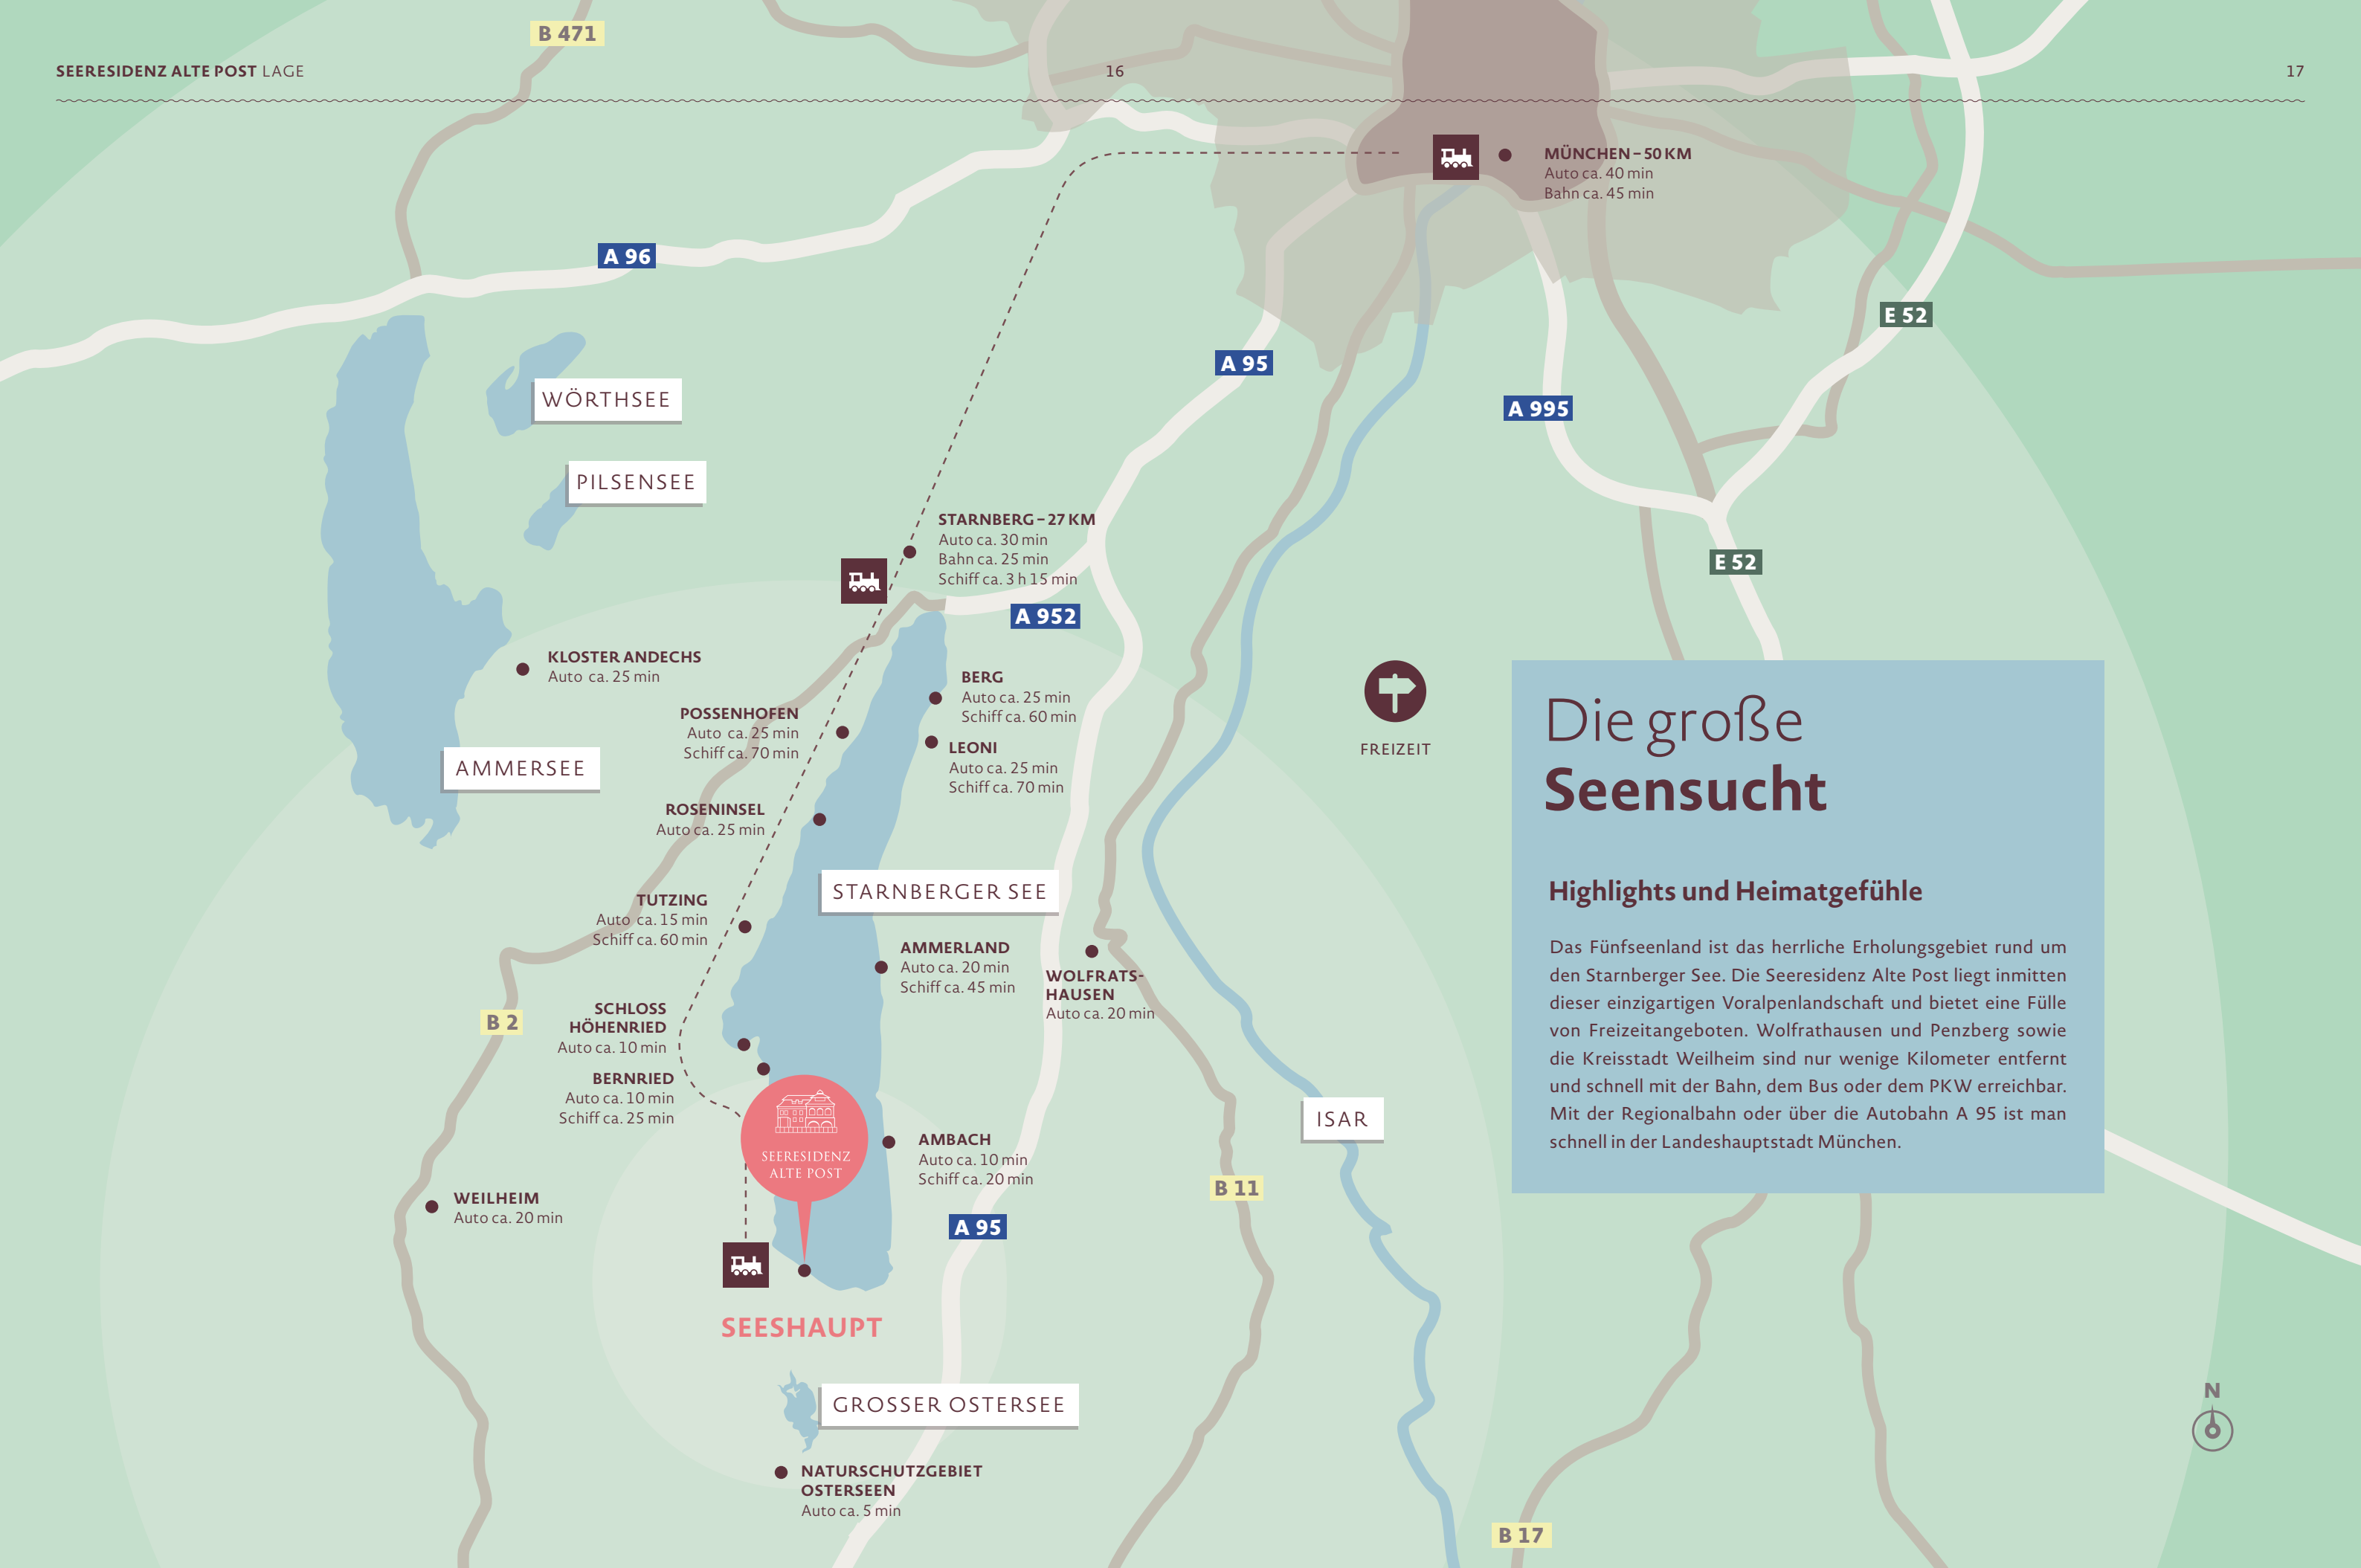 SEERESIDENZ ALTE POST LAGE
16
17
B 471
MÜNCHEN – 50 KM
Auto ca. 40 min
Bahn ca. 45 min
A 96
E 52
A 95
A 995
WÖRTHSEE
PILSENSEE
STARNBERG – 27 KM
Auto ca. 30 min
Bahn ca. 25 min
Schiff ca. 3 h 15 min
E 52
A 952
KLOSTER ANDECHS
Auto ca. 25 min
BERG
Auto ca. 25 min
Schiff ca. 60 min
POSSENHOFEN
Auto ca. 25 min
Schiff ca. 70 min
LEONI
Auto ca. 25 min
Schiff ca. 70 min
FREIZEIT
AMMERSEE
ROSENINSEL
Auto ca. 25 min
STARNBERGER SEE
TUTZING
Auto ca. 15 min
Schiff ca. 60 min
AMMERLAND
Auto ca. 20 min
Schiff ca. 45 min
WOLFRATS-
HAUSEN
Auto ca. 20 min
B 2
SCHLOSS
HÖHENRIED
Auto ca. 10 min
BERNRIED
Auto ca. 10 min
Schiff ca. 25 min
SEERESIDENZ
ALTE POST
AMBACH
Auto ca. 10 min
Schiff ca. 20 min
ISAR
B 11
WEILHEIM
Auto ca. 20 min
A 95
SEESHAUPT
GROSSER OSTERSEE
NATURSCHUTZGEBIET
OSTERSEEN
Auto ca. 5 min
B 17
N
Die große
Seensucht
Highlights und Heimatgefühle
Das Fünfseenland ist das herrliche Erholungsgebiet rund um
den Starnberger See. Die Seeresidenz Alte Post liegt inmitten
dieser einzigartigen Voralpenlandschaft und bietet eine Fülle
von Freizeitangeboten. Wolfrathausen und Penzberg sowie
die Kreisstadt Weilheim sind nur wenige Kilometer entfernt
und schnell mit der Bahn, dem Bus oder dem PKW erreichbar.
Mit der Regionalbahn oder über die Autobahn A 95 ist man
schnell in der Landeshauptstadt München.